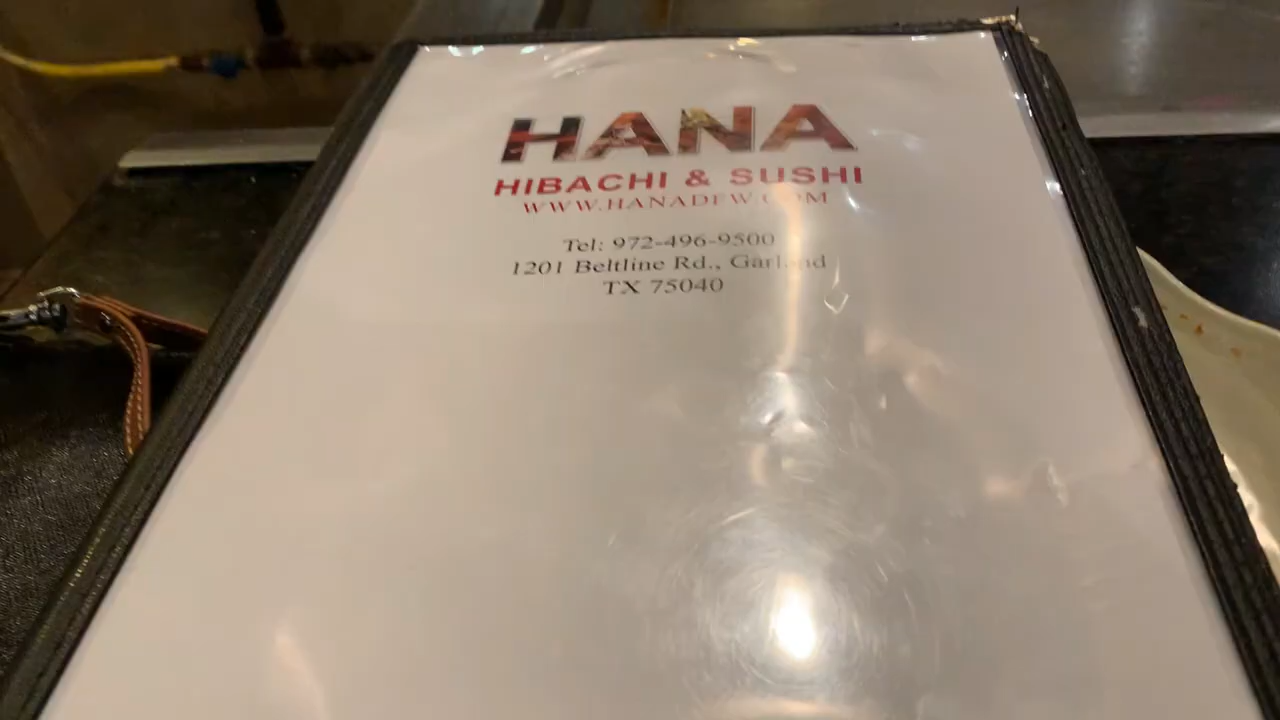 HANA
HIBACHI & SUSHI
WWW.HANADFW.COM
Tel: 972-496-9500
1201 Beltline Rd., Garland
TX 75040